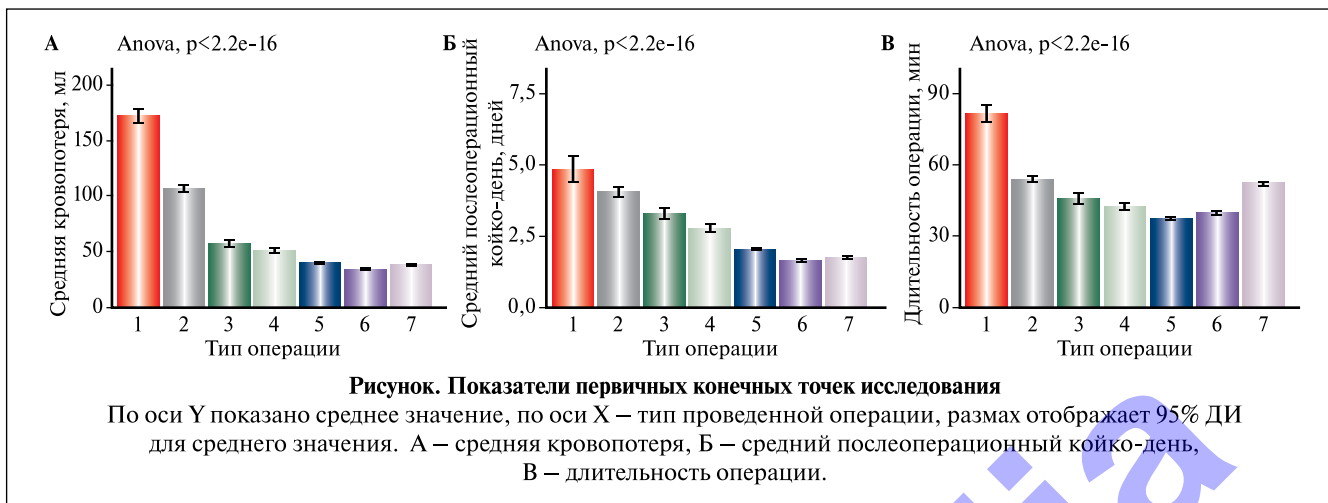 А Anova, p<2.2e-16
Средняя кровопотеря, мл
200
150
100
50
0
1 2 3 4 5 6 7
Тип операции
Б Anova, p<2.2e-16
Средний послеоперационный
койко-день, дней
7,5
5,0
2,5
0,0
1 2 3 4 5 6 7
Тип операции
В Anova, p<2.2e-16
Длительность операции, мин
90
60
30
0
1 2 3 4 5 6 7
Тип операции
Рисунок. Показатели первичных конечных точек исследования
По оси Y показано среднее значение, по оси X – тип проведенной операции, размах отображает 95% ДИ
для среднего значения. А – средняя кровопотеря, Б – средний послеоперационный койко-день,
В – длительность операции.